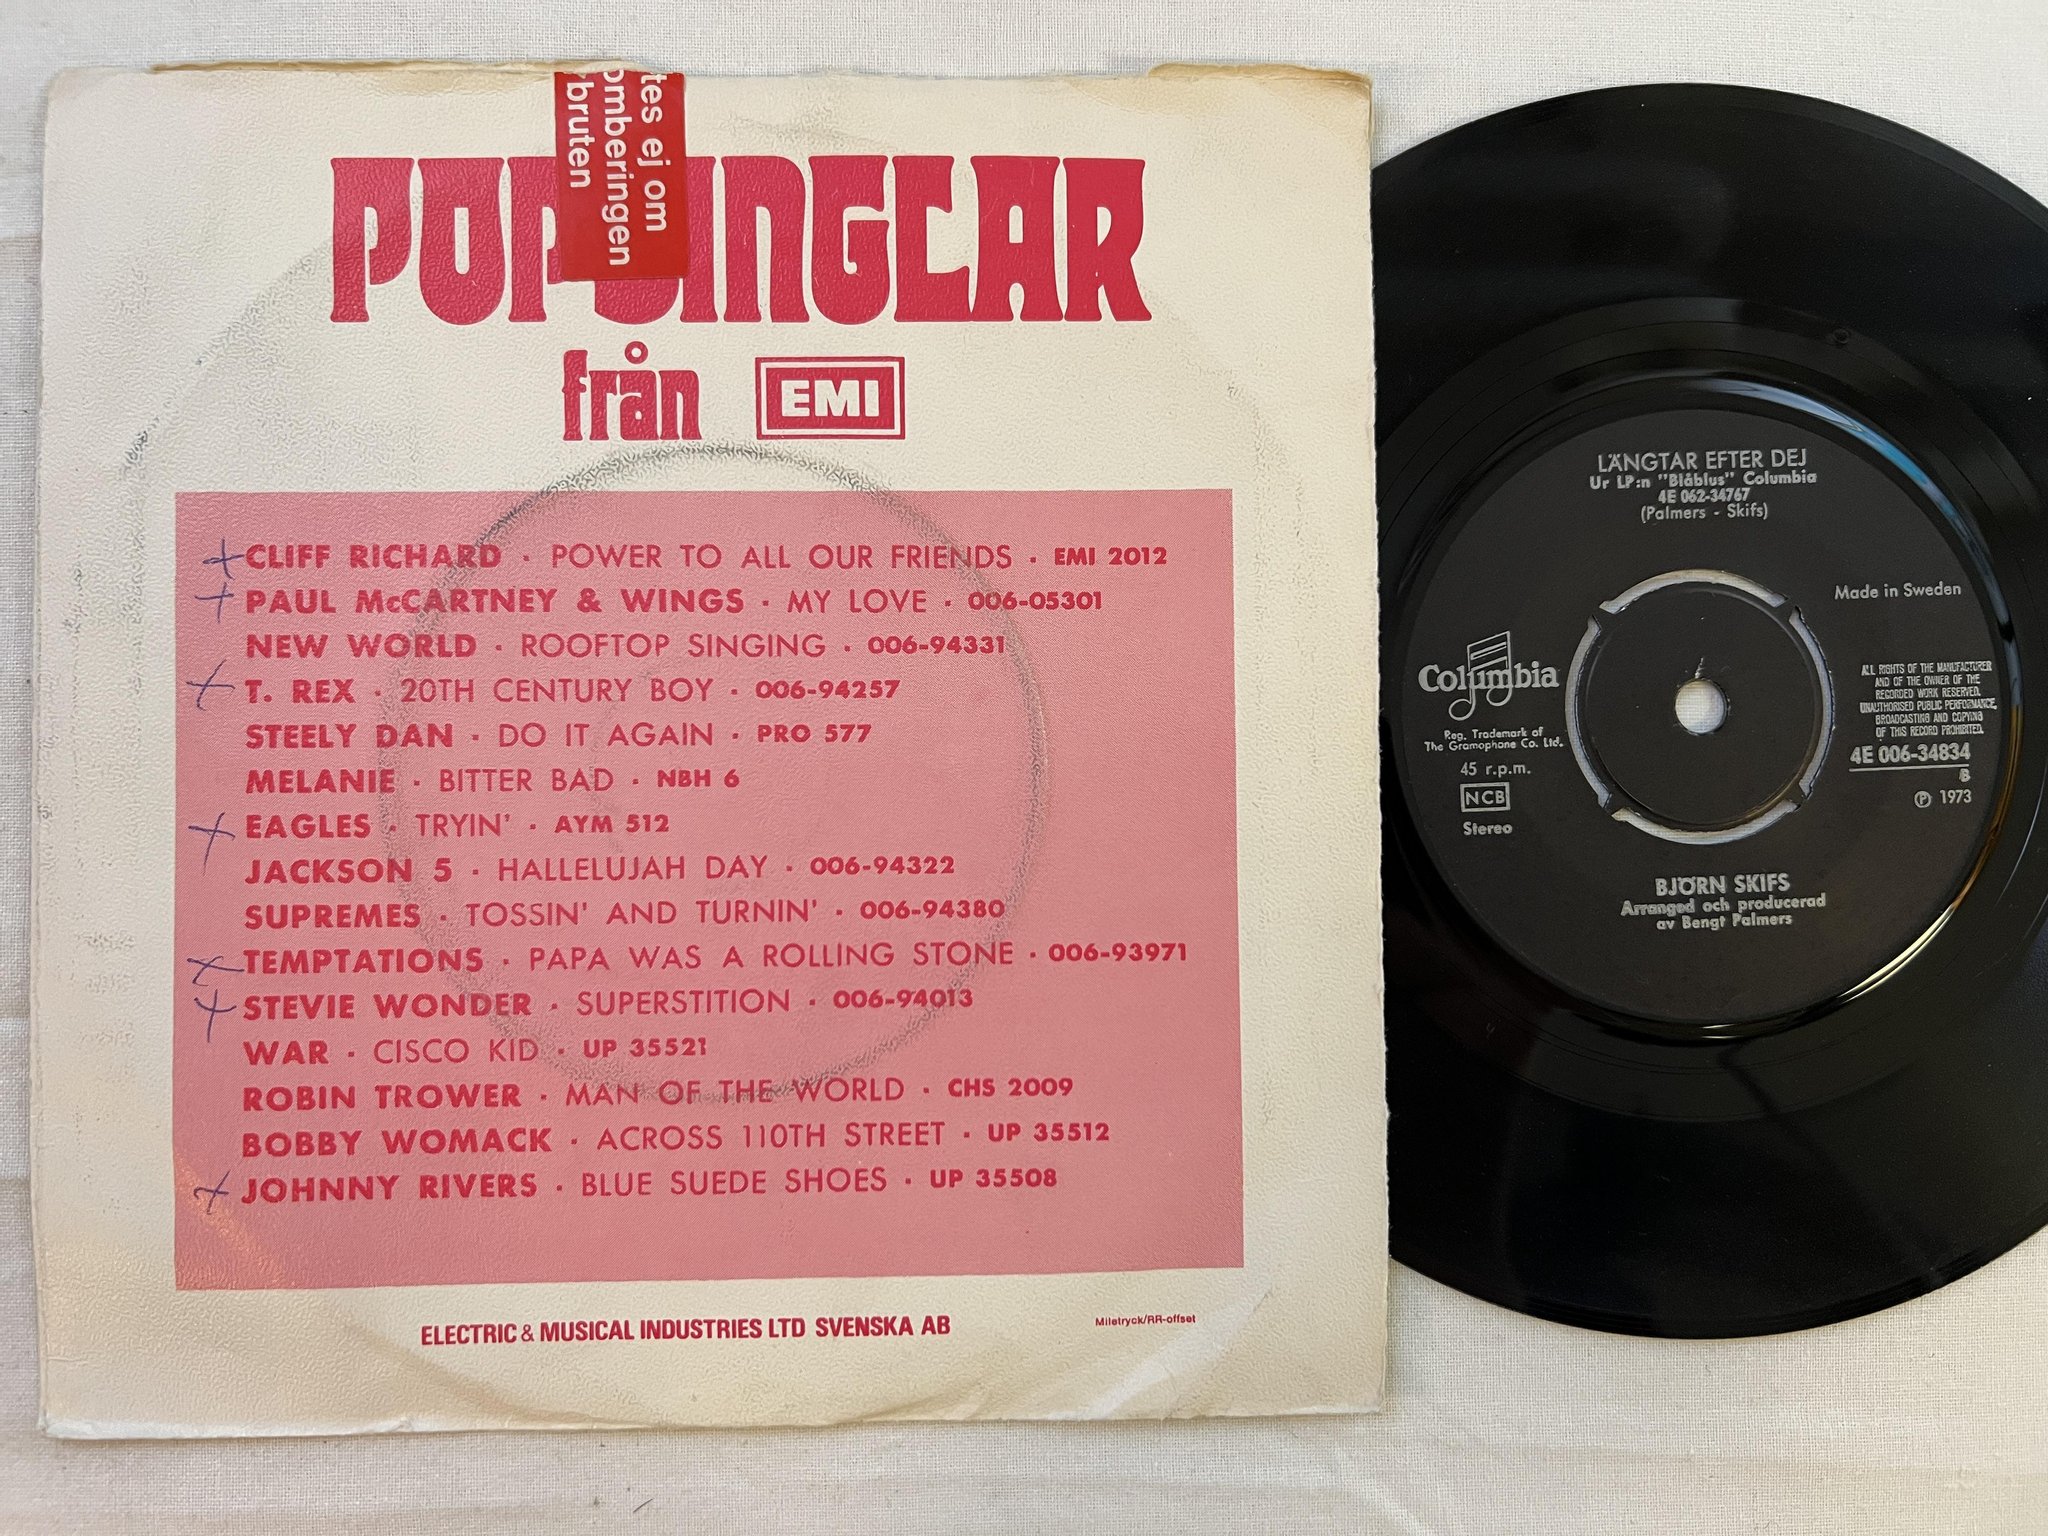 tes ej om
omberingen
bruten
POPSINGLAR
från EMI
+ CLIFF RICHARD · POWER TO ALL OUR FRIENDS · EMI 2012
+ PAUL McCARTNEY & WINGS · MY LOVE · 006-05301
NEW WORLD · ROOFTOP SINGING · 006-94331
+ T. REX · 20TH CENTURY BOY · 006-94257
STEELY DAN · DO IT AGAIN · PRO 577
MELANIE · BITTER BAD · NBH 6
+ EAGLES · TRYIN' · AYM 512
JACKSON 5 · HALLELUJAH DAY · 006-94322
SUPREMES · TOSSIN' AND TURNIN' · 006-94380
+ TEMPTATIONS · PAPA WAS A ROLLING STONE · 006-93971
+ STEVIE WONDER · SUPERSTITION · 006-94013
WAR · CISCO KID · UP 35521
ROBIN TROWER · MAN OF THE WORLD · CHS 2009
BOBBY WOMACK · ACROSS 110TH STREET · UP 35512
+ JOHNNY RIVERS · BLUE SUEDE SHOES · UP 35508
ELECTRIC & MUSICAL INDUSTRIES LTD SVENSKA AB
Miletryck/RR-offset
LÄNGTAR EFTER DEJ
Ur LP:n "Blåblus" Columbia
4E 062-34767
(Palmers - Skifs)
Made in Sweden
Columbia
Reg. Trademark of
The Gramophone Co. Ltd.
45 r.p.m.
NCB
Stereo
ALL RIGHTS OF THE MANUFACTURER
AND OF THE OWNER OF THE
RECORDED WORK RESERVED.
UNAUTHORISED PUBLIC PERFORMANCE,
BROADCASTING AND COPYING
OF THIS RECORD PROHIBITED.
4E 006-34834
B
Ⓟ 1973
BJÖRN SKIFS
Arranged och producerad
av Bengt Palmers